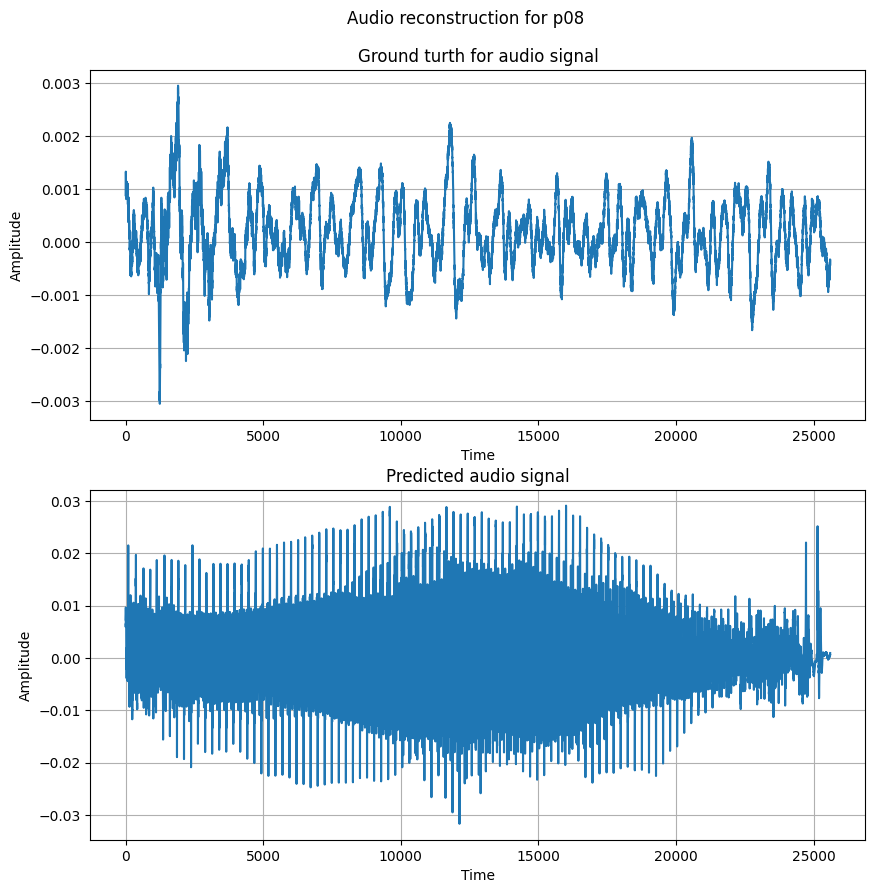 Audio reconstruction for p08
Ground turth for audio signal
Amplitude
0.003
0.002
0.001
0.000
−0.001
−0.002
−0.003
0 5000 10000 15000 20000 25000
Time
Predicted audio signal
Amplitude
0.03
0.02
0.01
0.00
−0.01
−0.02
−0.03
0 5000 10000 15000 20000 25000
Time